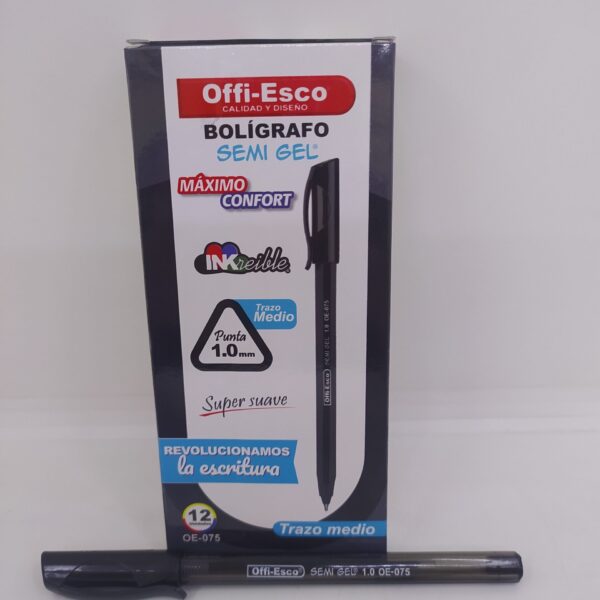 Offi-Esco
CALIDAD Y DISEÑO
BOLÍGRAFO
SEMI GEL®
MÁXIMO
CONFORT
INKreible
Trazo
Medio
Punta
1.0 mm
Super suave
REVOLUCIONAMOS
la escritura
12
OE-075
Trazo medio
Offi-Esco SEMI GEL 1.0 OE-075
Offi-Esco® SEMI GEL® 1.0 OE-075